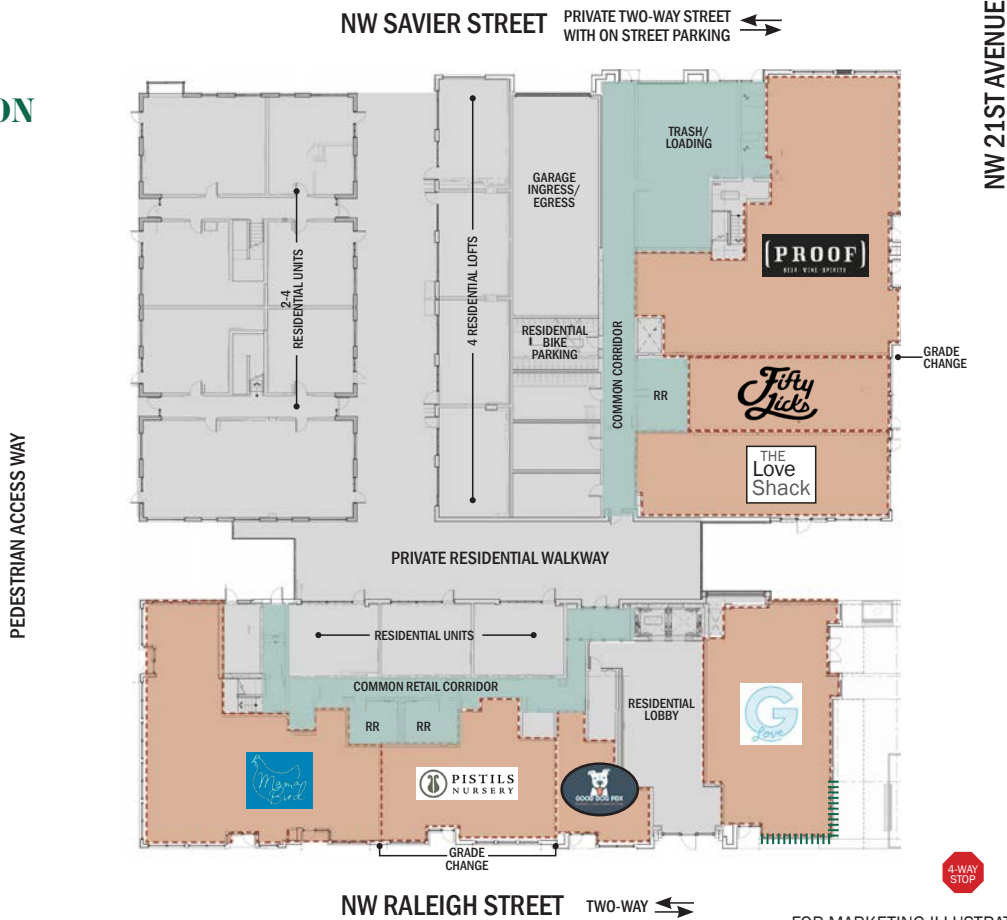 NW SAVIER STREET
PRIVATE TWO-WAY STREET
WITH ON STREET PARKING
NW 21ST AVENUE
ON
TRASH/
LOADING
GARAGE
INGRESS/
EGRESS
[PROOF]
BEER · WINE · SPIRITS
2-4
RESIDENTIAL UNITS
4 RESIDENTIAL LOFTS
RESIDENTIAL
BIKE
PARKING
COMMON CORRIDOR
GRADE
CHANGE
RR
Fifty
Licks
THE
Love
Shack
PEDESTRIAN ACCESS WAY
PRIVATE RESIDENTIAL WALKWAY
RESIDENTIAL UNITS
COMMON RETAIL CORRIDOR
RESIDENTIAL
LOBBY
RR
RR
G
Love
Mama
Bird
PISTILS
NURSERY
GOOD DOG PDX
GRADE
CHANGE
4-WAY
STOP
NW RALEIGH STREET
TWO-WAY
FOR MARKETING ILLUSTRAT